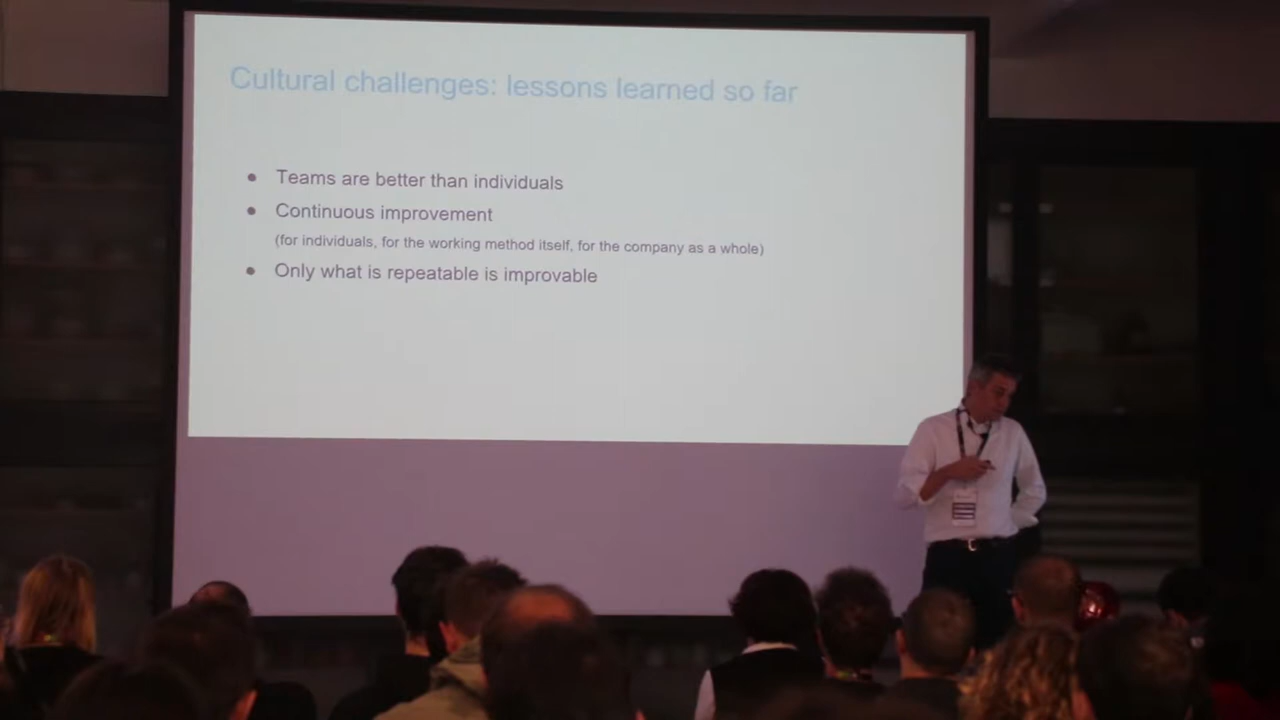 Cultural challenges: lessons learned so far
• Teams are better than individuals
• Continuous improvement
(for individuals, for the working method itself, for the company as a whole)
• Only what is repeatable is improvable